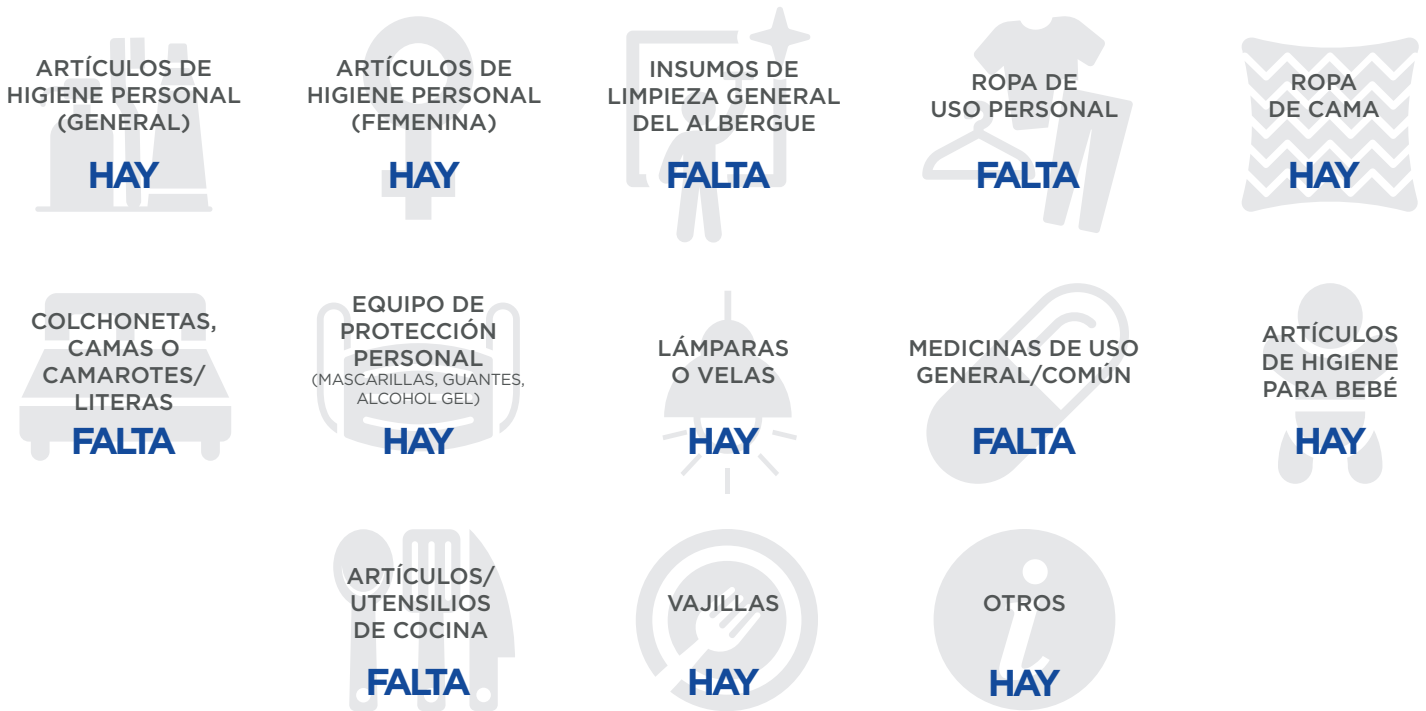 ARTÍCULOS DE
HIGIENE PERSONAL
(GENERAL)
HAY
ARTÍCULOS DE
HIGIENE PERSONAL
(FEMENINA)
HAY
INSUMOS DE
LIMPIEZA GENERAL
DEL ALBERGUE
FALTA
ROPA DE
USO PERSONAL
FALTA
ROPA
DE CAMA
HAY
COLCHONETAS,
CAMAS O
CAMAROTES/
LITERAS
FALTA
EQUIPO DE
PROTECCIÓN
PERSONAL
(MASCARILLAS, GUANTES,
ALCOHOL GEL)
HAY
LÁMPARAS
O VELAS
HAY
MEDICINAS DE USO
GENERAL/COMÚN
FALTA
ARTÍCULOS
DE HIGIENE
PARA BEBÉ
HAY
ARTÍCULOS/
UTENSILIOS
DE COCINA
FALTA
VAJILLAS
HAY
OTROS
HAY